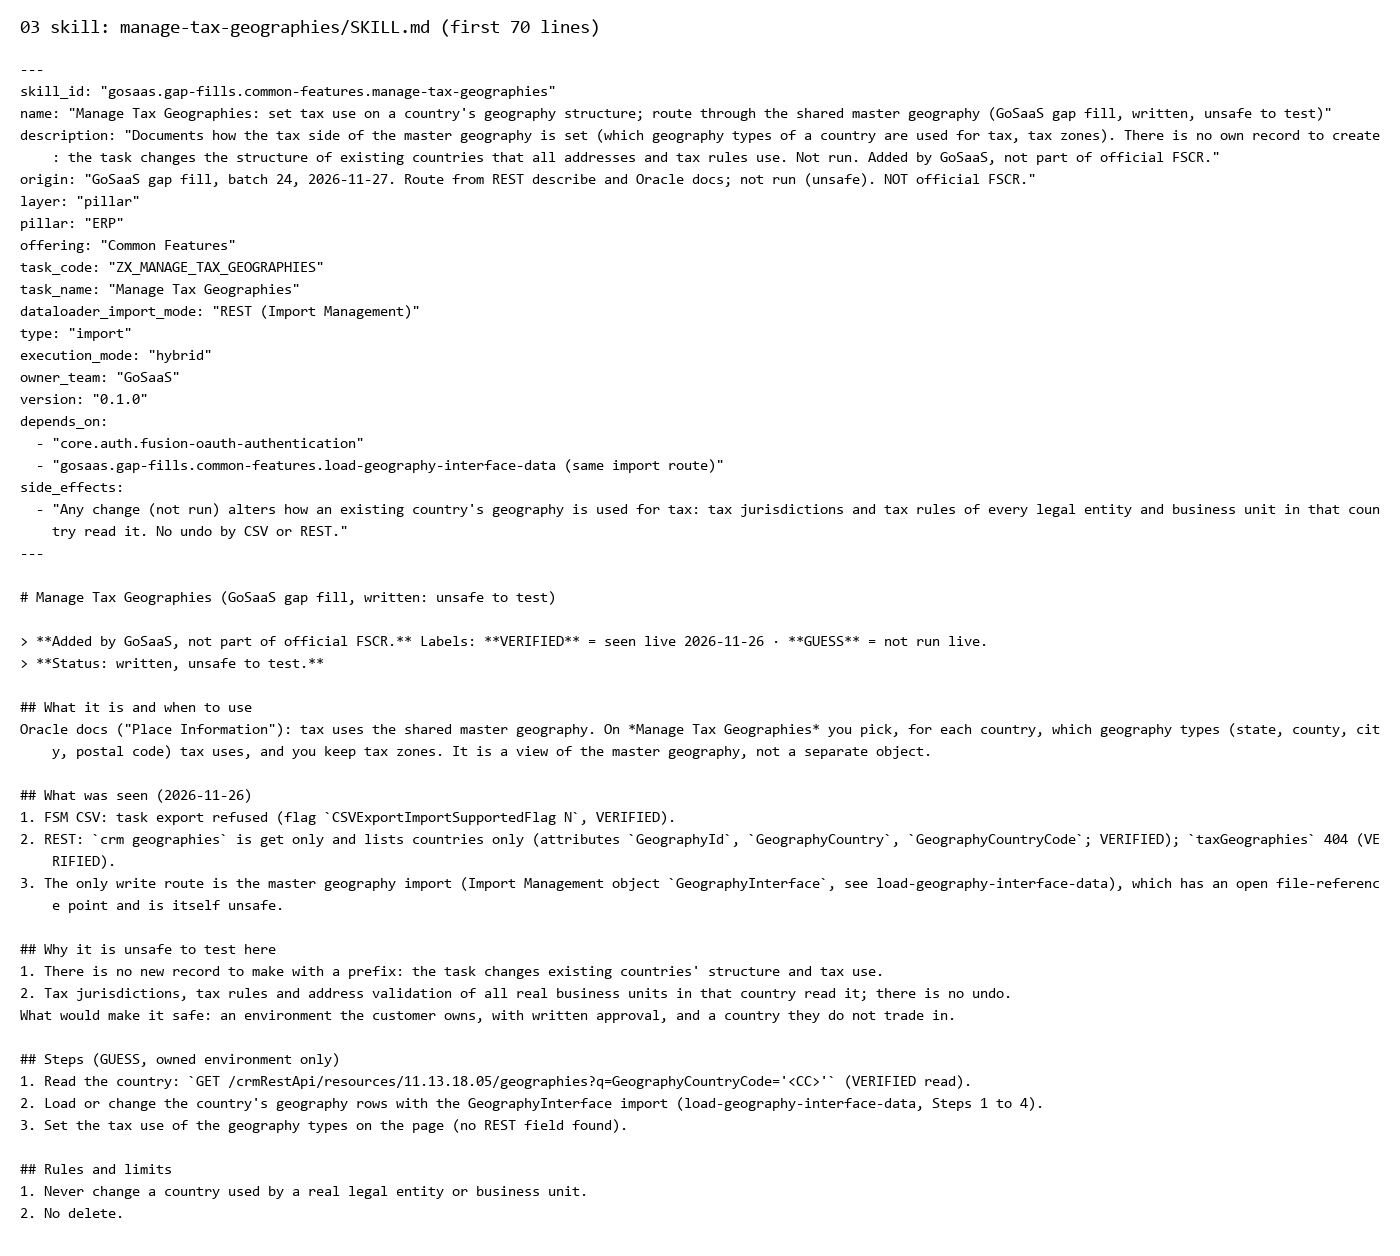 03 skill: manage-tax-geographies/SKILL.md (first 70 lines)
---
skill_id: "gosaas.gap-fills.common-features.manage-tax-geographies"
name: "Manage Tax Geographies: set tax use on a country's geography structure; route through the shared master geography (GoSaaS gap fill, written, unsafe to test)"
description: "Documents how the tax side of the master geography is set (which geography types of a country are used for tax, tax zones). There is no own record to create
: the task changes the structure of existing countries that all addresses and tax rules use. Not run. Added by GoSaaS, not part of official FSCR."
origin: "GoSaaS gap fill, batch 24, 2026-11-27. Route from REST describe and Oracle docs; not run (unsafe). NOT official FSCR."
layer: "pillar"
pillar: "ERP"
offering: "Common Features"
task_code: "ZX_MANAGE_TAX_GEOGRAPHIES"
task_name: "Manage Tax Geographies"
dataloader_import_mode: "REST (Import Management)"
type: "import"
execution_mode: "hybrid"
owner_team: "GoSaaS"
version: "0.1.0"
depends_on:
  - "core.auth.fusion-oauth-authentication"
  - "gosaas.gap-fills.common-features.load-geography-interface-data (same import route)"
side_effects:
  - "Any change (not run) alters how an existing country's geography is used for tax: tax jurisdictions and tax rules of every legal entity and business unit in that coun
try read it. No undo by CSV or REST."
---
# Manage Tax Geographies (GoSaaS gap fill, written: unsafe to test)
> **Added by GoSaaS, not part of official FSCR.** Labels: **VERIFIED** = seen live 2026-11-26 · **GUESS** = not run live.
> **Status: written, unsafe to test.**
## What it is and when to use
Oracle docs ("Place Information"): tax uses the shared master geography. On *Manage Tax Geographies* you pick, for each country, which geography types (state, county, cit
y, postal code) tax uses, and you keep tax zones. It is a view of the master geography, not a separate object.
## What was seen (2026-11-26)
1. FSM CSV: task export refused (flag `CSVExportImportSupportedFlag N`, VERIFIED).
2. REST: `crm geographies` is get only and lists countries only (attributes `GeographyId`, `GeographyCountry`, `GeographyCountryCode`; VERIFIED); `taxGeographies` 404 (VE
RIFIED).
3. The only write route is the master geography import (Import Management object `GeographyInterface`, see load-geography-interface-data), which has an open file-referenc
e point and is itself unsafe.
## Why it is unsafe to test here
1. There is no new record to make with a prefix: the task changes existing countries' structure and tax use.
2. Tax jurisdictions, tax rules and address validation of all real business units in that country read it; there is no undo.
What would make it safe: an environment the customer owns, with written approval, and a country they do not trade in.
## Steps (GUESS, owned environment only)
1. Read the country: `GET /crmRestApi/resources/11.13.18.05/geographies?q=GeographyCountryCode='<CC>'` (VERIFIED read).
2. Load or change the country's geography rows with the GeographyInterface import (load-geography-interface-data, Steps 1 to 4).
3. Set the tax use of the geography types on the page (no REST field found).
## Rules and limits
1. Never change a country used by a real legal entity or business unit.
2. No delete.